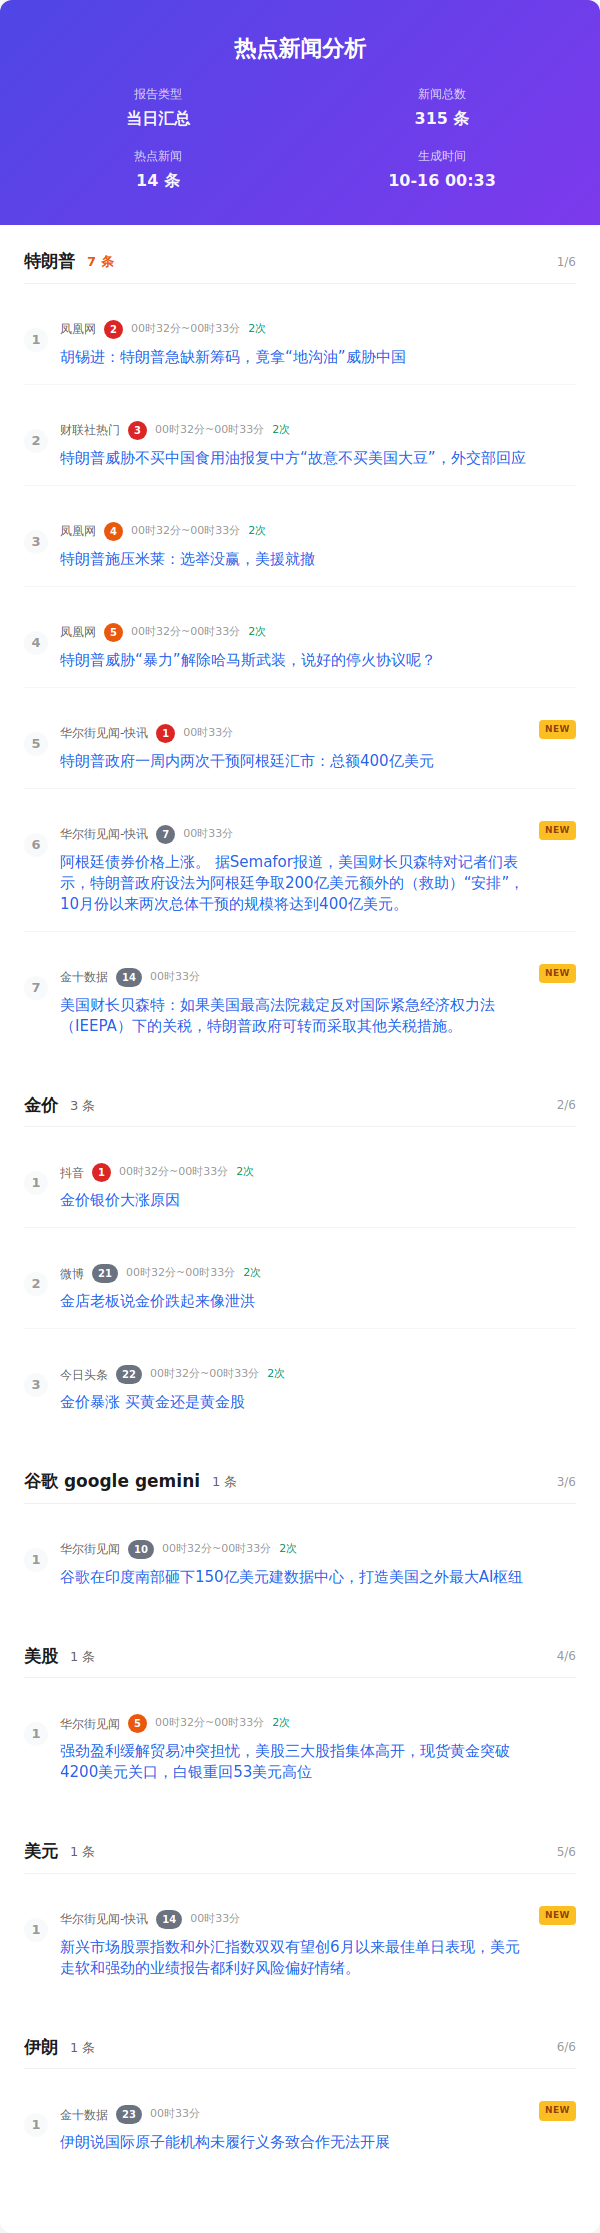 热点新闻分析
报告类型
当日汇总
新闻总数
315 条
热点新闻
14 条
生成时间
10-16 00:33
特朗普 7 条 1/6
1
凤凰网 2 00时32分~00时33分 2次
胡锡进：特朗普急缺新筹码，竟拿“地沟油”威胁中国
2
财联社热门 3 00时32分~00时33分 2次
特朗普威胁不买中国食用油报复中方“故意不买美国大豆”，外交部回应
3
凤凰网 4 00时32分~00时33分 2次
特朗普施压米莱：选举没赢，美援就撤
4
凤凰网 5 00时32分~00时33分 2次
特朗普威胁“暴力”解除哈马斯武装，说好的停火协议呢？
5
华尔街见闻-快讯 1 00时33分 NEW
特朗普政府一周内两次干预阿根廷汇市：总额400亿美元
6
华尔街见闻-快讯 7 00时33分 NEW
阿根廷债券价格上涨。 据Semafor报道，美国财长贝森特对记者们表
示，特朗普政府设法为阿根廷争取200亿美元额外的（救助）“安排”，
10月份以来两次总体干预的规模将达到400亿美元。
7
金十数据 14 00时33分 NEW
美国财长贝森特：如果美国最高法院裁定反对国际紧急经济权力法
（IEEPA）下的关税，特朗普政府可转而采取其他关税措施。
金价 3 条 2/6
1
抖音 1 00时32分~00时33分 2次
金价银价大涨原因
2
微博 21 00时32分~00时33分 2次
金店老板说金价跌起来像泄洪
3
今日头条 22 00时32分~00时33分 2次
金价暴涨 买黄金还是黄金股
谷歌 google gemini 1 条 3/6
1
华尔街见闻 10 00时32分~00时33分 2次
谷歌在印度南部砸下150亿美元建数据中心，打造美国之外最大AI枢纽
美股 1 条 4/6
1
华尔街见闻 5 00时32分~00时33分 2次
强劲盈利缓解贸易冲突担忧，美股三大股指集体高开，现货黄金突破
4200美元关口，白银重回53美元高位
美元 1 条 5/6
1
华尔街见闻-快讯 14 00时33分 NEW
新兴市场股票指数和外汇指数双双有望创6月以来最佳单日表现，美元
走软和强劲的业绩报告都利好风险偏好情绪。
伊朗 1 条 6/6
1
金十数据 23 00时33分 NEW
伊朗说国际原子能机构未履行义务致合作无法开展